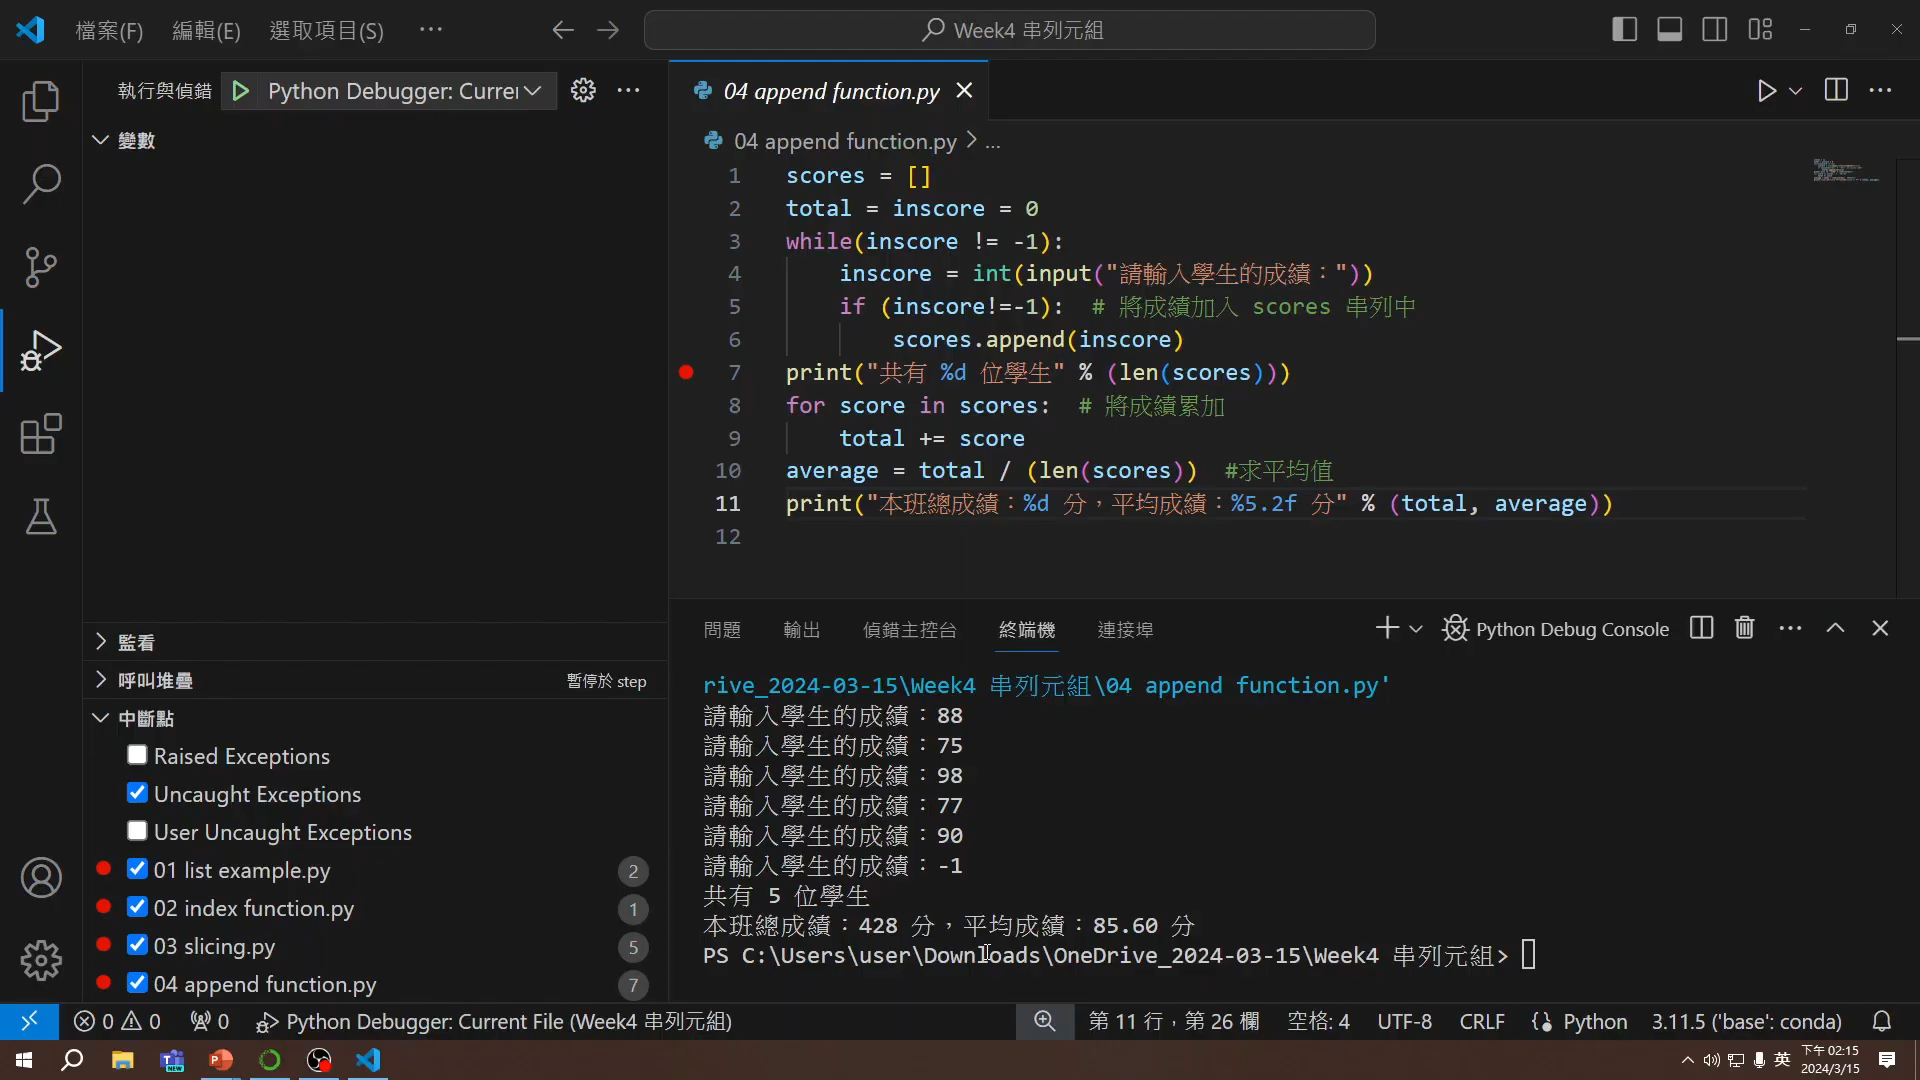 檔案(F) 編輯(E) 選取項目(S) ... Week4 串列元組
執行與偵錯 Python Debugger: Currer
變數
監看
呼叫堆疊 暫停於 step
中斷點
Raised Exceptions
Uncaught Exceptions
User Uncaught Exceptions
01 list example.py 2
02 index function.py 1
03 slicing.py 5
04 append function.py 7
04 append function.py
04 append function.py > ...
1 scores = []
2 total = inscore = 0
3 while(inscore != -1):
4 inscore = int(input("請輸入學生的成績："))
5 if (inscore!=-1): # 將成績加入 scores 串列中
6 scores.append(inscore)
7 print("共有 %d 位學生" % (len(scores)))
8 for score in scores: # 將成績累加
9 total += score
10 average = total / (len(scores)) #求平均值
11 print("本班總成績：%d 分，平均成績：%5.2f 分" % (total, average))
12
問題 輸出 偵錯主控台 終端機 連接埠 Python Debug Console
rive_2024-03-15\Week4 串列元組\04 append function.py'
請輸入學生的成績：88
請輸入學生的成績：75
請輸入學生的成績：98
請輸入學生的成績：77
請輸入學生的成績：90
請輸入學生的成績：-1
共有 5 位學生
本班總成績：428 分，平均成績：85.60 分
PS C:\Users\user\Downloads\OneDrive_2024-03-15\Week4 串列元組>
0 0 0 Python Debugger: Current File (Week4 串列元組) 第 11 行，第 26 欄 空格: 4 UTF-8 CRLF Python 3.11.5 ('base': conda)
英 下午 02:15
2024/3/15